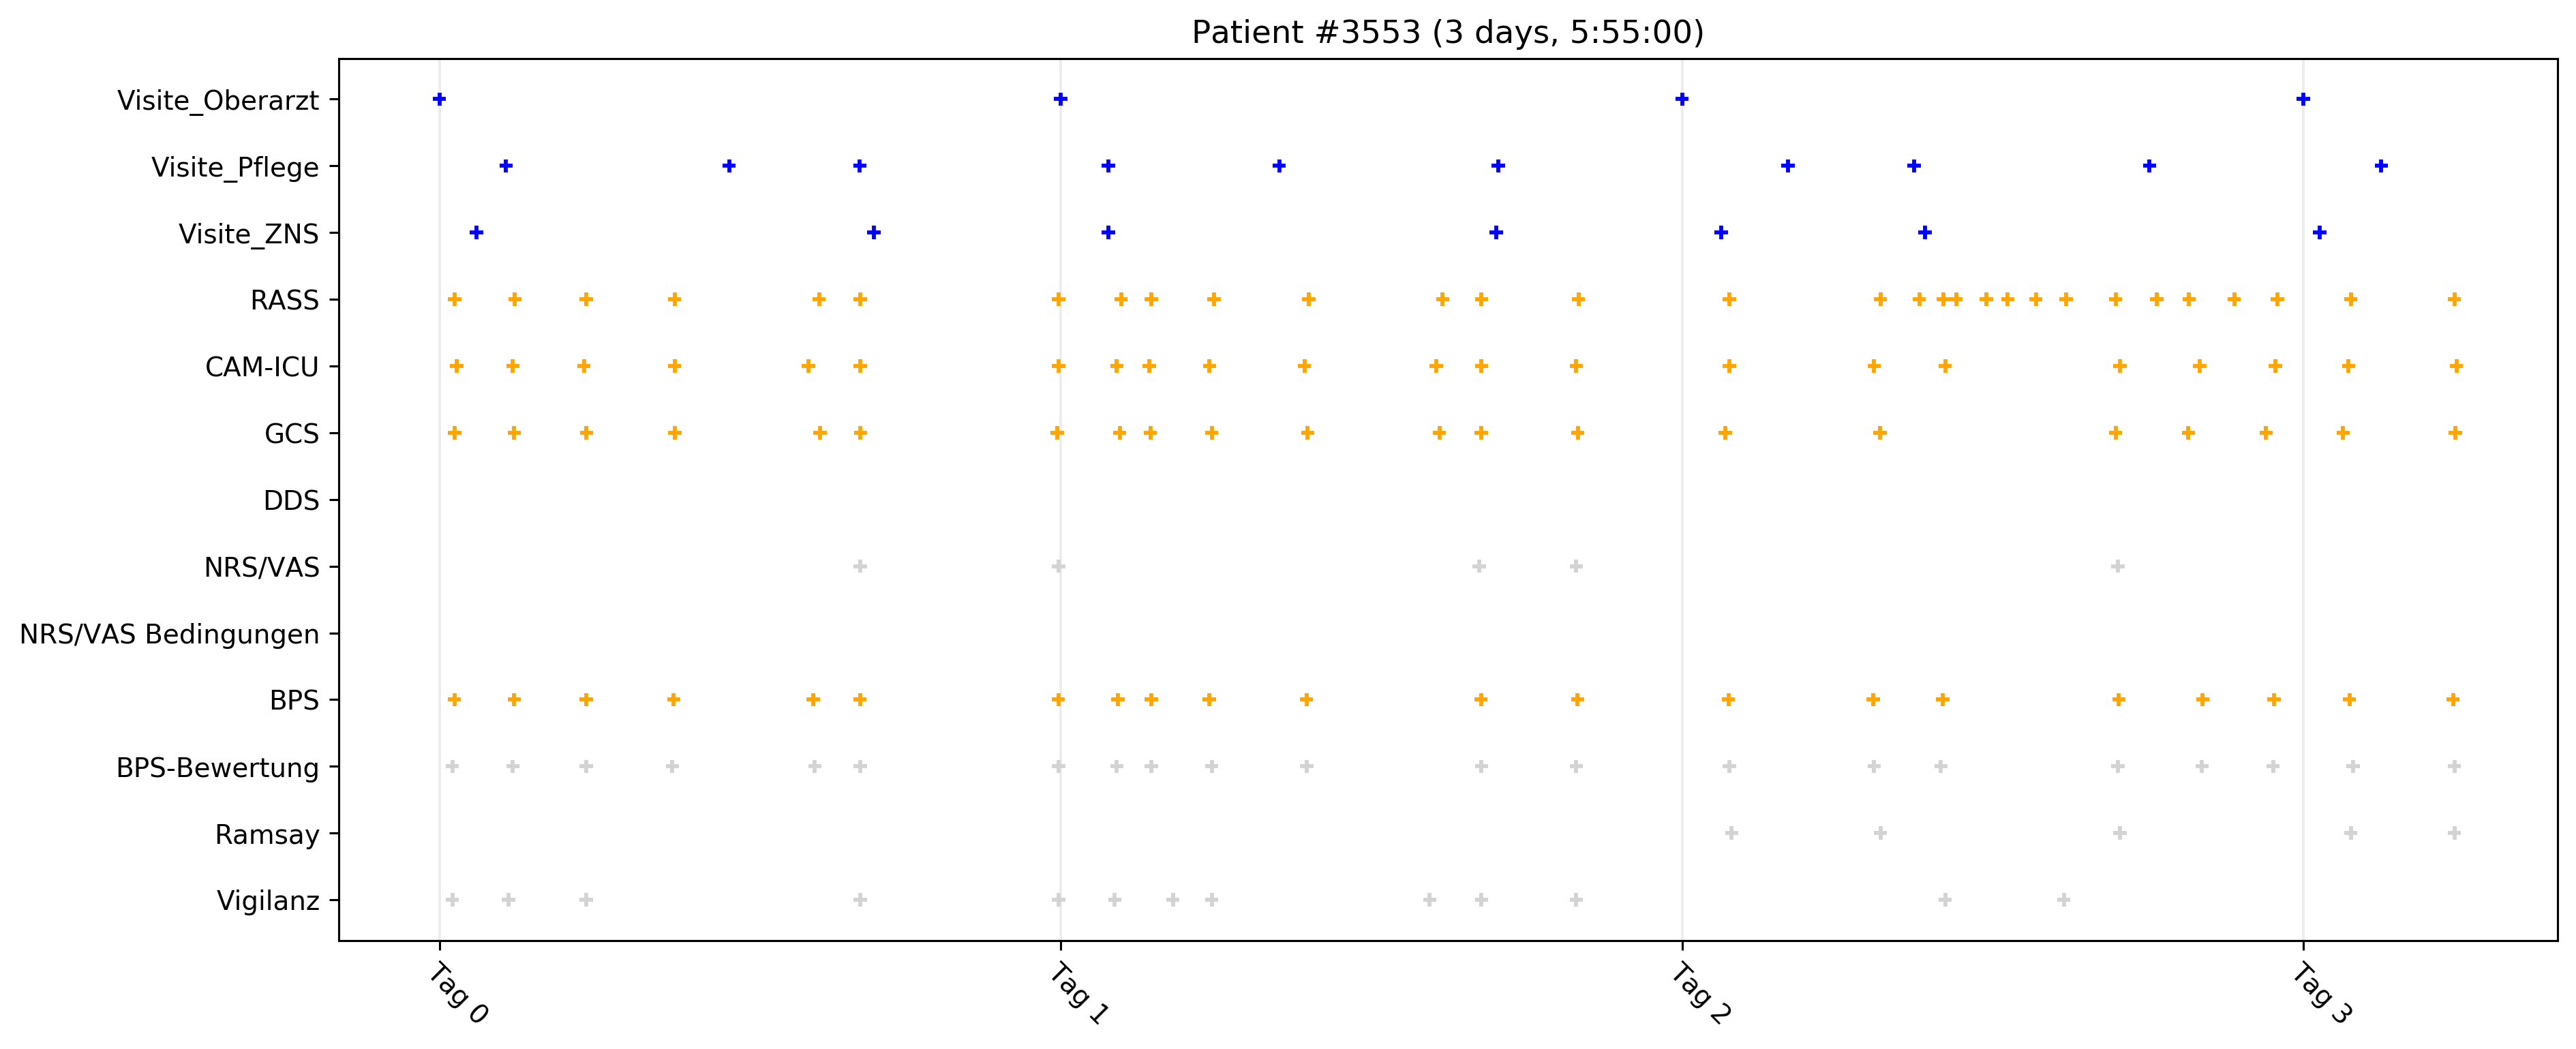 Patient #3553 (3 days, 5:55:00)
Visite_Oberarzt
Visite_Pflege
Visite_ZNS
RASS
CAM-ICU
GCS
DDS
NRS/VAS
NRS/VAS Bedingungen
BPS
BPS-Bewertung
Ramsay
Vigilanz
Tag 0
Tag 1
Tag 2
Tag 3